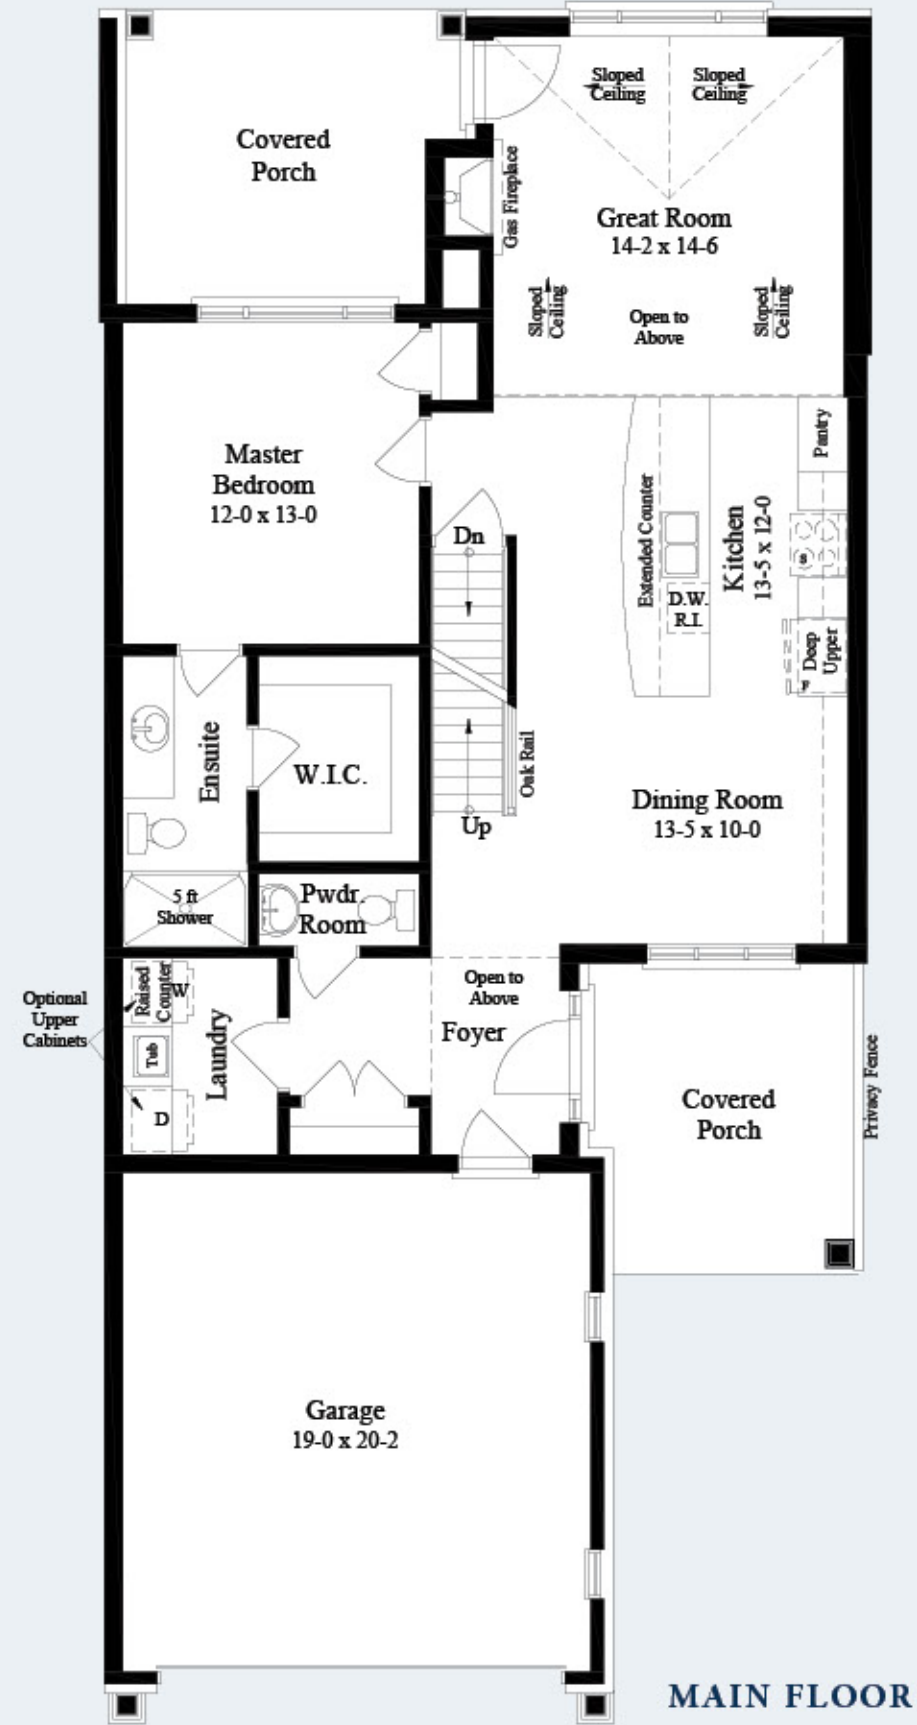 Covered
Porch
Sloped
Ceiling
Sloped
Ceiling
Gas Fireplace
Great Room
14-2 x 14-6
Sloped
Ceiling
Open to
Above
Sloped
Ceiling
Master
Bedroom
12-0 x 13-0
Pantry
Extended Counter
Kitchen
13-5 x 12-0
Dn
D.W.
R.I.
Deep
Upper
Ensuite
W.I.C.
Oak Rail
Up
Dining Room
13-5 x 10-0
5 ft
Shower
Pwdr.
Room
Optional
Upper
Cabinets
Raised
Counter
W
Tub
D
Laundry
Open to
Above
Foyer
Covered
Porch
Privacy Fence
Garage
19-0 x 20-2
MAIN FLOOR